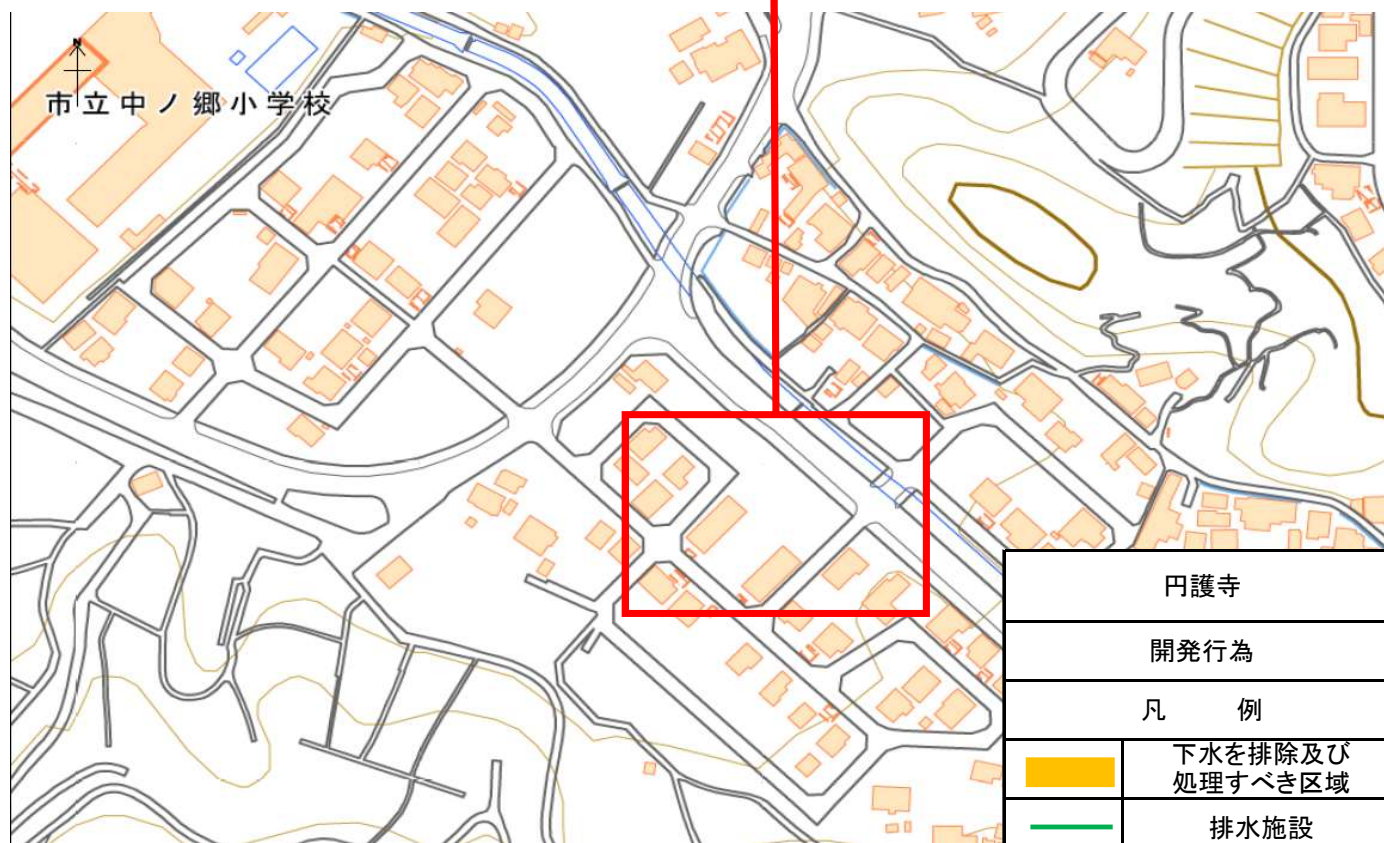 N
市立中ノ郷小学校
円護寺
開発行為
凡 例
下水を排除及び
処理すべき区域
排水施設